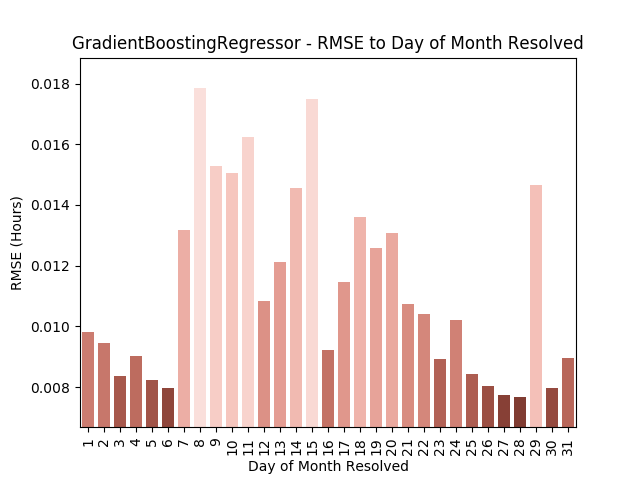 GradientBoostingRegressor - RMSE to Day of Month Resolved
0.018
0.016
0.014
0.012
0.010
0.008
RMSE (Hours)
1 2 3 4 5 6 7 8 9 10 11 12 13 14 15 16 17 18 19 20 21 22 23 24 25 26 27 28 29 30 31
Day of Month Resolved